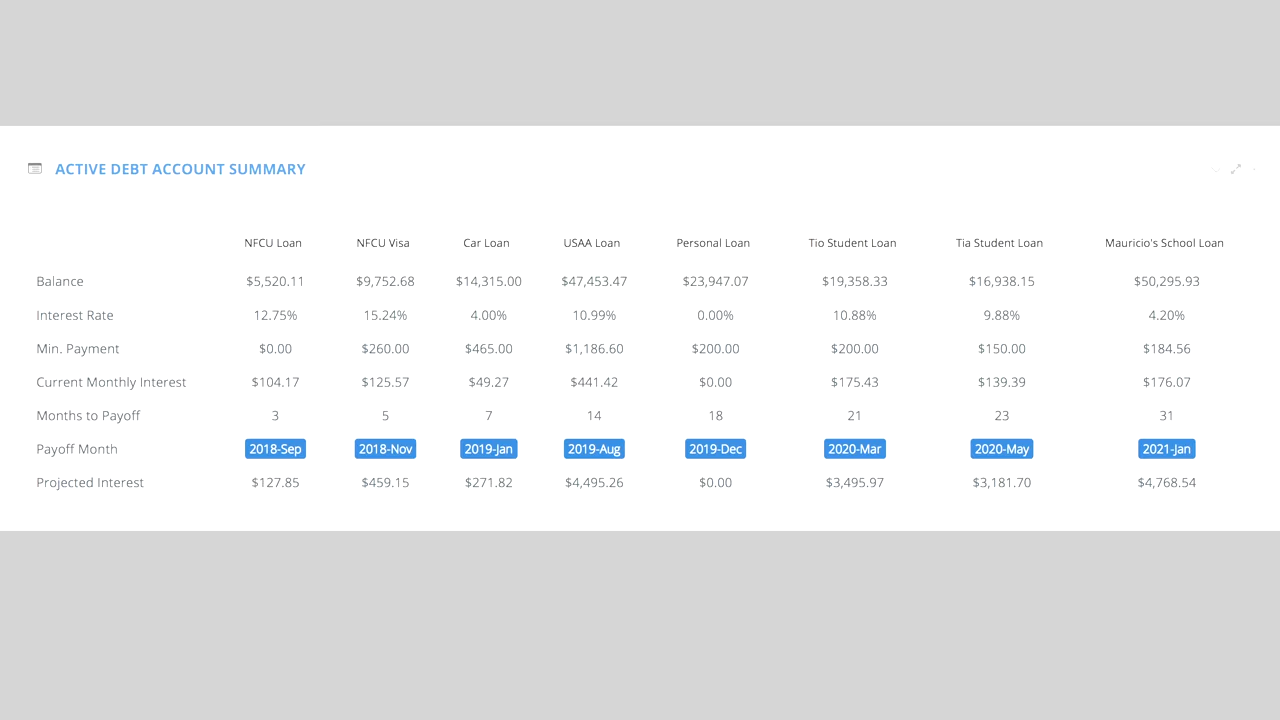 ACTIVE DEBT ACCOUNT SUMMARY
NFCU Loan NFCU Visa Car Loan USAA Loan Personal Loan Tio Student Loan Tia Student Loan Mauricio's School Loan
Balance $5,520.11 $9,752.68 $14,315.00 $47,453.47 $23,947.07 $19,358.33 $16,938.15 $50,295.93
Interest Rate 12.75% 15.24% 4.00% 10.99% 0.00% 10.88% 9.88% 4.20%
Min. Payment $0.00 $260.00 $465.00 $1,186.60 $200.00 $200.00 $150.00 $184.56
Current Monthly Interest $104.17 $125.57 $49.27 $441.42 $0.00 $175.43 $139.39 $176.07
Months to Payoff 3 5 7 14 18 21 23 31
Payoff Month 2018-Sep 2018-Nov 2019-Jan 2019-Aug 2019-Dec 2020-Mar 2020-May 2021-Jan
Projected Interest $127.85 $459.15 $271.82 $4,495.26 $0.00 $3,495.97 $3,181.70 $4,768.54